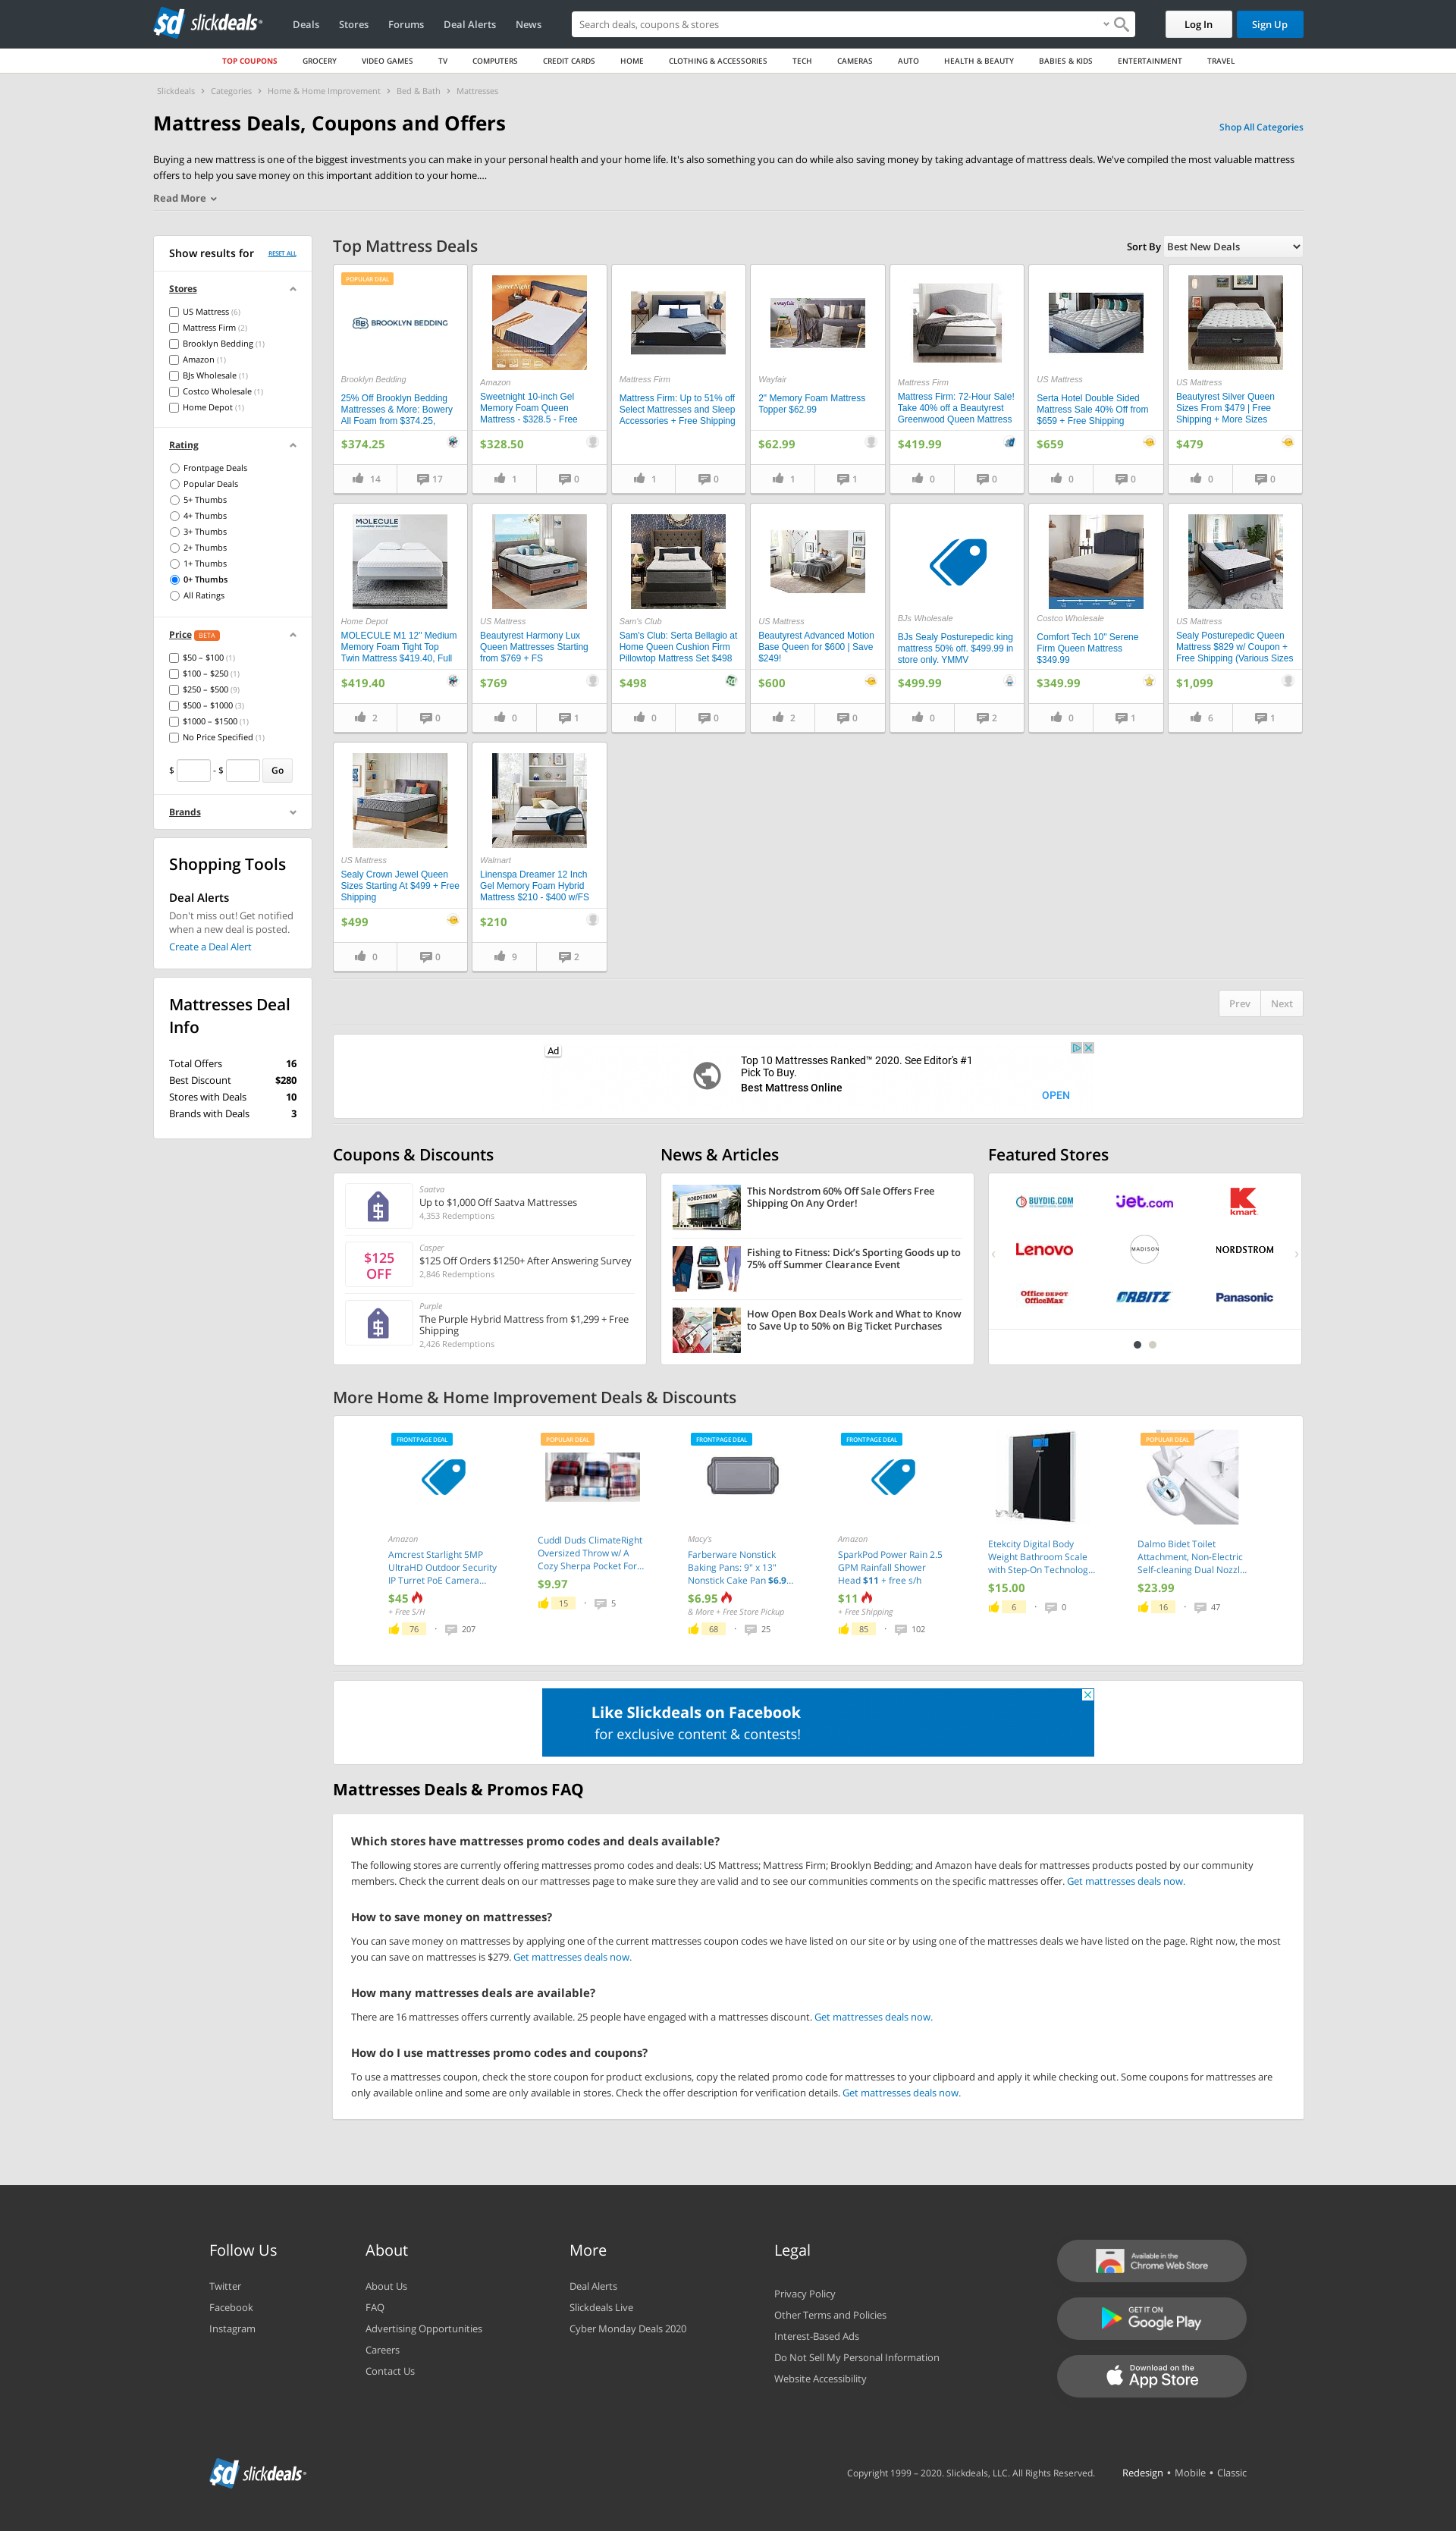 slickdeals
Deals
Stores
Forums
Deal Alerts
News
Search deals, coupons & stores
Log In
Sign Up
TOP COUPONS
GROCERY
VIDEO GAMES
TV
COMPUTERS
CREDIT CARDS
HOME
CLOTHING & ACCESSORIES
TECH
CAMERAS
AUTO
HEALTH & BEAUTY
BABIES & KIDS
ENTERTAINMENT
TRAVEL
Slickdeals > Categories > Home & Home Improvement > Bed & Bath > Mattresses
Mattress Deals, Coupons and Offers
Shop All Categories
Buying a new mattress is one of the biggest investments you can make in your personal health and your home life. It's also something you can do while also saving money by taking advantage of mattress deals. We've compiled the most valuable mattress
offers to help you save money on this important addition to your home....
Read More
Show results for
RESET ALL
Stores
US Mattress (6)
Mattress Firm (2)
Brooklyn Bedding (1)
Amazon (1)
BJs Wholesale (1)
Costco Wholesale (1)
Home Depot (1)
Rating
Frontpage Deals
Popular Deals
5+ Thumbs
4+ Thumbs
3+ Thumbs
2+ Thumbs
1+ Thumbs
0+ Thumbs
All Ratings
Price BETA
$50 – $100 (1)
$100 – $250 (1)
$250 – $500 (9)
$500 – $1000 (3)
$1000 – $1500 (1)
No Price Specified (1)
$ - $ Go
Brands
Shopping Tools
Deal Alerts
Don't miss out! Get notified
when a new deal is posted.
Create a Deal Alert
Mattresses Deal
Info
Total Offers 16
Best Discount $280
Stores with Deals 10
Brands with Deals 3
Top Mattress Deals
Sort By Best New Deals
POPULAR DEAL
BROOKLYN BEDDING
Brooklyn Bedding
25% Off Brooklyn Bedding
Mattresses & More: Bowery
All Foam from $374.25,
$374.25
14
17
Amazon
Sweetnight 10-inch Gel
Memory Foam Queen
Mattress - $328.5 - Free
$328.50
1
0
Mattress Firm
Mattress Firm: Up to 51% off
Select Mattresses and Sleep
Accessories + Free Shipping
1
0
wayfair
Wayfair
2" Memory Foam Mattress
Topper $62.99
$62.99
1
1
Mattress Firm
Mattress Firm: 72-Hour Sale!
Take 40% off a Beautyrest
Greenwood Queen Mattress
$419.99
0
0
US Mattress
Serta Hotel Double Sided
Mattress Sale 40% Off from
$659 + Free Shipping
$659
0
0
US Mattress
Beautyrest Silver Queen
Sizes From $479 | Free
Shipping + More Sizes
$479
0
0
MOLECULE
Home Depot
MOLECULE M1 12" Medium
Memory Foam Tight Top
Twin Mattress $419.40, Full
$419.40
2
0
US Mattress
Beautyrest Harmony Lux
Queen Mattresses Starting
from $769 + FS
$769
0
1
Sam's Club
Sam's Club: Serta Bellagio at
Home Queen Cushion Firm
Pillowtop Mattress Set $498
$498
0
0
US Mattress
Beautyrest Advanced Motion
Base Queen for $600 | Save
$249!
$600
2
0
BJs Wholesale
BJs Sealy Posturepedic king
mattress 50% off. $499.99 in
store only. YMMV
$499.99
0
2
Costco Wholesale
Comfort Tech 10" Serene
Firm Queen Mattress
$349.99
$349.99
0
1
US Mattress
Sealy Posturepedic Queen
Mattress $829 w/ Coupon +
Free Shipping (Various Sizes
$1,099
6
1
US Mattress
Sealy Crown Jewel Queen
Sizes Starting At $499 + Free
Shipping
$499
0
0
Walmart
Linenspa Dreamer 12 Inch
Gel Memory Foam Hybrid
Mattress $210 - $400 w/FS
$210
9
2
Prev
Next
Ad
Top 10 Mattresses Ranked™ 2020. See Editor's #1
Pick To Buy.
Best Mattress Online
OPEN
Coupons & Discounts
Saatva
Up to $1,000 Off Saatva Mattresses
4,353 Redemptions
$125
OFF
Casper
$125 Off Orders $1250+ After Answering Survey
2,846 Redemptions
Purple
The Purple Hybrid Mattress from $1,299 + Free
Shipping
2,426 Redemptions
News & Articles
NORDSTROM
This Nordstrom 60% Off Sale Offers Free
Shipping On Any Order!
Fishing to Fitness: Dick's Sporting Goods up to
75% off Summer Clearance Event
How Open Box Deals Work and What to Know
to Save Up to 50% on Big Ticket Purchases
Featured Stores
BUYDIG.COM
jet.com
kmart
Lenovo
MADISON
NORDSTROM
Office DEPOT
OfficeMax
ORBITZ
Panasonic
More Home & Home Improvement Deals & Discounts
FRONTPAGE DEAL
Amazon
Amcrest Starlight 5MP
UltraHD Outdoor Security
IP Turret PoE Camera...
$45
+ Free S/H
76
207
POPULAR DEAL
Cuddl Duds ClimateRight
Oversized Throw w/ A
Cozy Sherpa Pocket For...
$9.97
15
5
FRONTPAGE DEAL
Macy's
Farberware Nonstick
Baking Pans: 9" x 13"
Nonstick Cake Pan $6.9...
$6.95
& More + Free Store Pickup
68
25
FRONTPAGE DEAL
Amazon
SparkPod Power Rain 2.5
GPM Rainfall Shower
Head $11 + free s/h
$11
+ Free Shipping
85
102
Etekcity Digital Body
Weight Bathroom Scale
with Step-On Technolog...
$15.00
6
0
POPULAR DEAL
Dalmo Bidet Toilet
Attachment, Non-Electric
Self-cleaning Dual Nozzl...
$23.99
16
47
Like Slickdeals on Facebook
for exclusive content & contests!
Mattresses Deals & Promos FAQ
Which stores have mattresses promo codes and deals available?
The following stores are currently offering mattresses promo codes and deals: US Mattress; Mattress Firm; Brooklyn Bedding; and Amazon have deals for mattresses products posted by our community
members. Check the current deals on our mattresses page to make sure they are valid and to see our communities comments on the specific mattresses offer. Get mattresses deals now.
How to save money on mattresses?
You can save money on mattresses by applying one of the current mattresses coupon codes we have listed on our site or by using one of the mattresses deals we have listed on the page. Right now, the most
you can save on mattresses is $279. Get mattresses deals now.
How many mattresses deals are available?
There are 16 mattresses offers currently available. 25 people have engaged with a mattresses discount. Get mattresses deals now.
How do I use mattresses promo codes and coupons?
To use a mattresses coupon, check the store coupon for product exclusions, copy the related promo code for mattresses to your clipboard and apply it while checking out. Some coupons for mattresses are
only available online and some are only available in stores. Check the offer description for verification details. Get mattresses deals now.
Follow Us
Twitter
Facebook
Instagram
About
About Us
FAQ
Advertising Opportunities
Careers
Contact Us
More
Deal Alerts
Slickdeals Live
Cyber Monday Deals 2020
Legal
Privacy Policy
Other Terms and Policies
Interest-Based Ads
Do Not Sell My Personal Information
Website Accessibility
Available in the
Chrome Web Store
GET IT ON
Google Play
Download on the
App Store
slickdeals
Copyright 1999 – 2020. Slickdeals, LLC. All Rights Reserved.
Redesign • Mobile • Classic